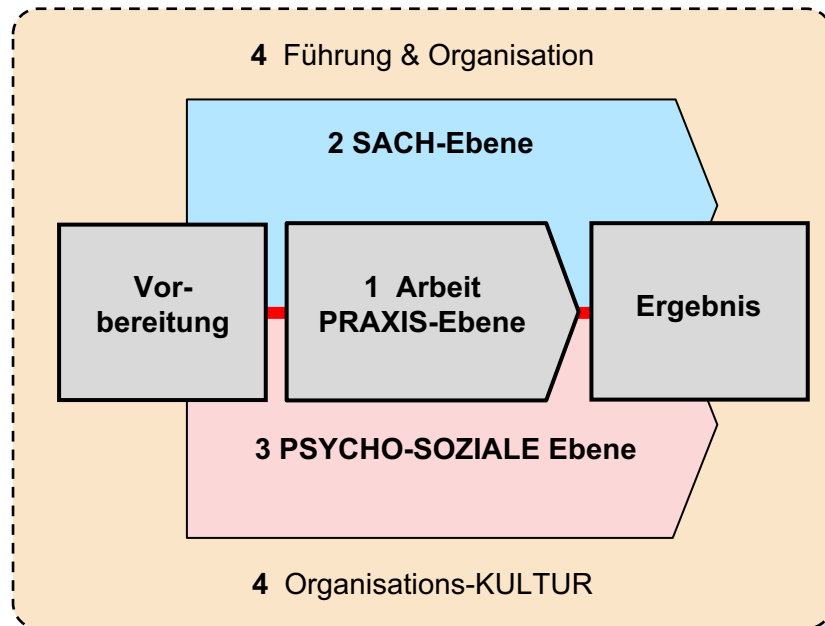 4 Führung & Organisation
2 SACH-Ebene
Vor-
bereitung
1 Arbeit
PRAXIS-Ebene
Ergebnis
3 PSYCHO-SOZIALE Ebene
4 Organisations-KULTUR